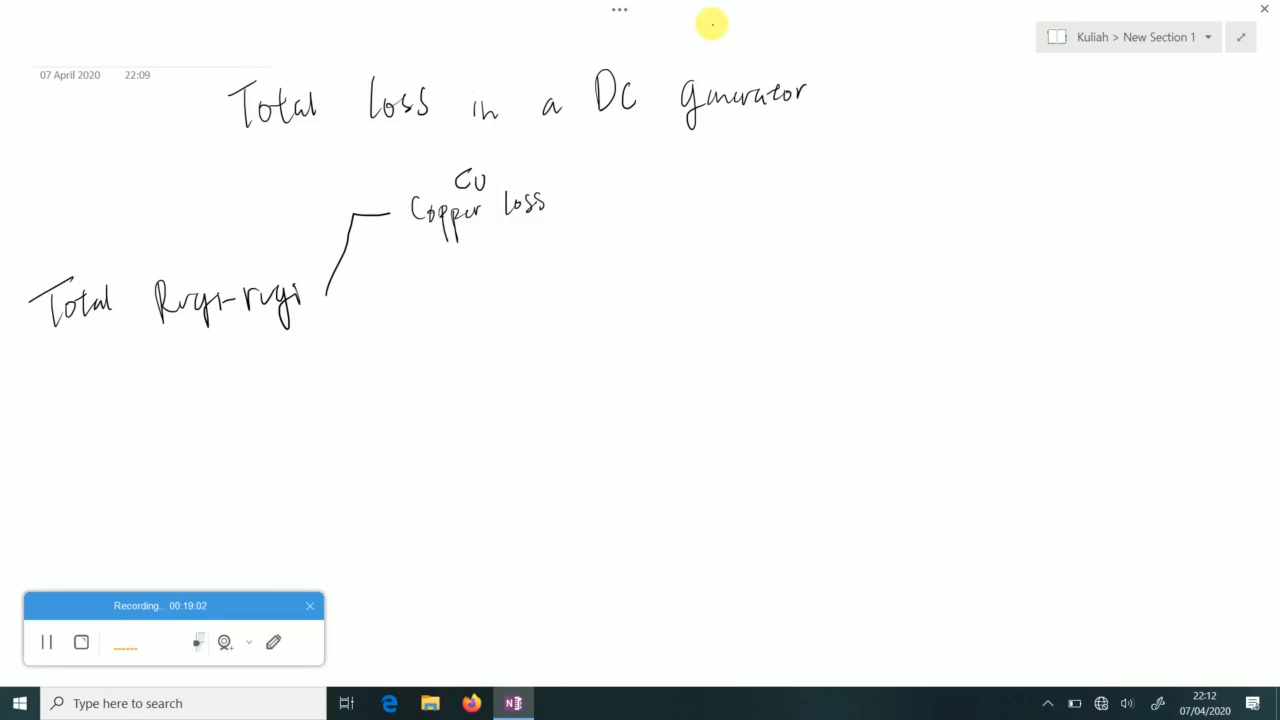 Kuliah > New Section 1
07 April 2020 22:09
Total loss in a DC generator
Cu
Copper loss
Total Rugi-rugi
Recording... 00:19:02
Type here to search
22:12
07/04/2020